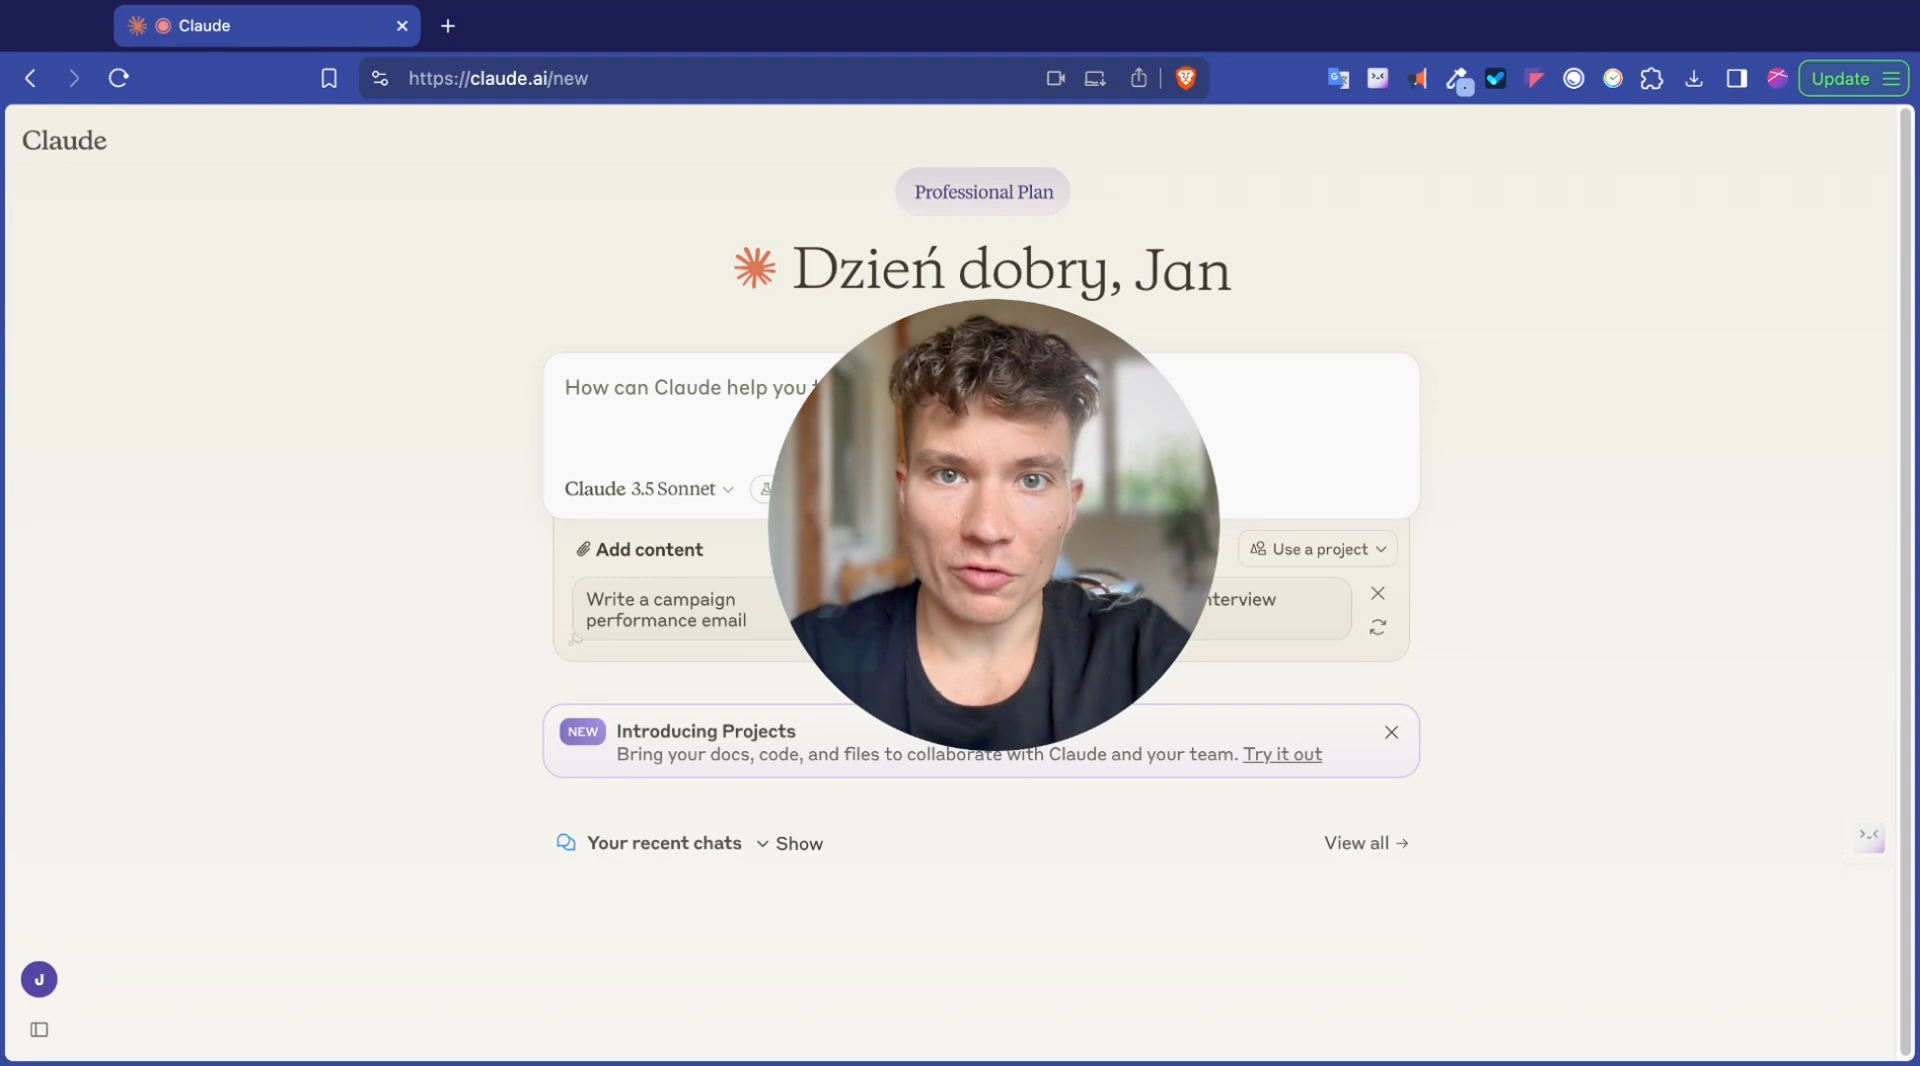 Claude
https://claude.ai/new
Update
Claude
Professional Plan
Dzień dobry, Jan
How can Claude help you
Claude 3.5 Sonnet
Add content
Use a project
Write a campaign
performance email
NEW
Introducing Projects
Bring your docs, code, and files to collaborate with Claude and your team. Try it out
Your recent chats
Show
View all →
J